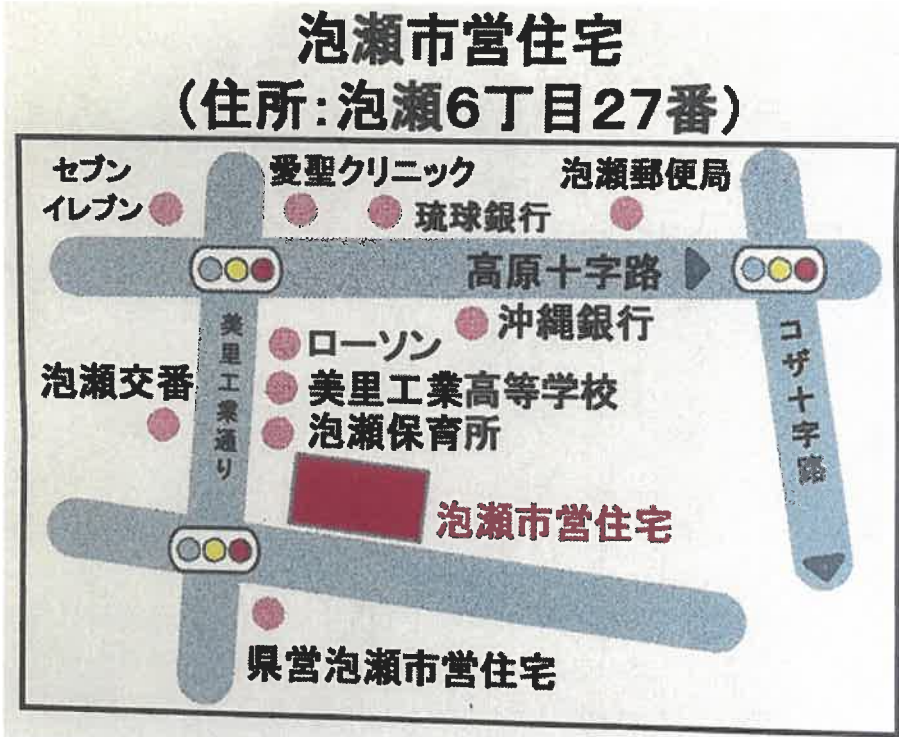 泡瀬市営住宅
(住所:泡瀬6丁目27番)
セブン
イレブン
愛聖クリニック
琉球銀行
泡瀬郵便局
高原十字路
沖縄銀行
美里工業通り
コザ十字路
ローソン
泡瀬交番
美里工業高等学校
泡瀬保育所
泡瀬市営住宅
県営泡瀬市営住宅